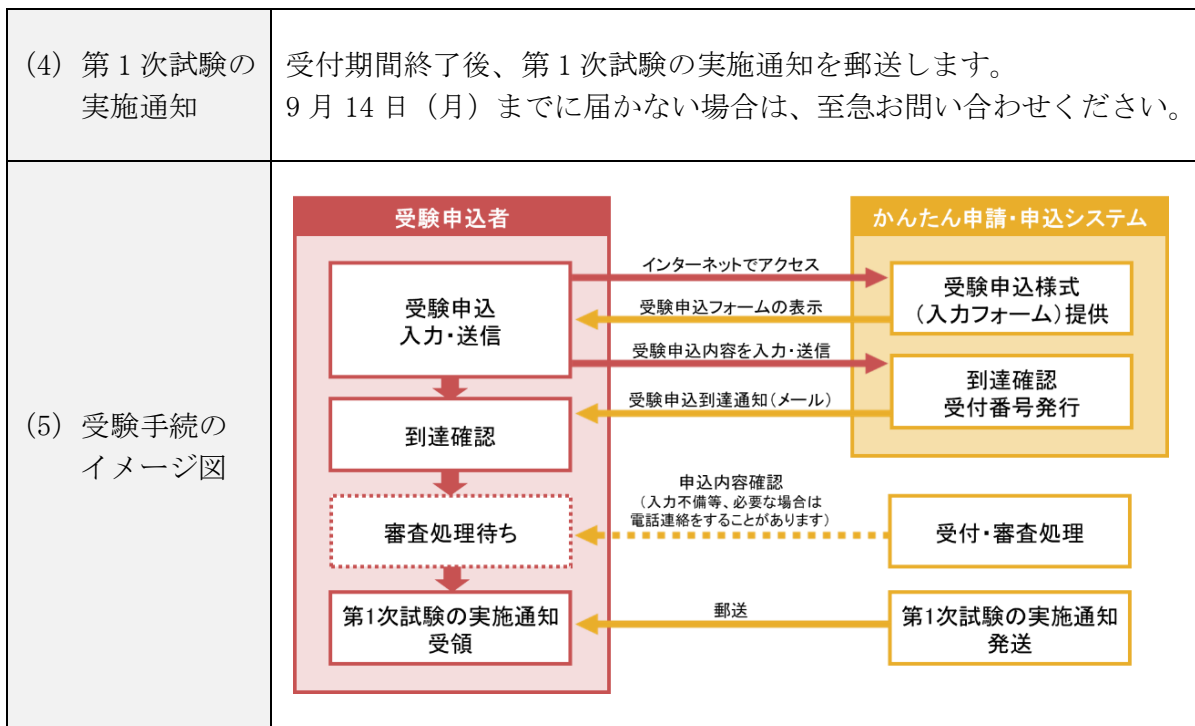 (4) 第1次試験の
実施通知
受付期間終了後、第1次試験の実施通知を郵送します。
9月14日（月）までに届かない場合は、至急お問い合わせください。
(5) 受験手続の
イメージ図
受験申込者
かんたん申請・申込システム
受験申込
入力・送信
インターネットでアクセス
受験申込様式
（入力フォーム）提供
受験申込フォームの表示
受験申込内容を入力・送信
到達確認
受付番号発行
受験申込到達通知（メール）
到達確認
申込内容確認
（入力不備等、必要な場合は
電話連絡をすることがあります）
審査処理待ち
受付・審査処理
第1次試験の実施通知
受領
郵送
第1次試験の実施通知
発送